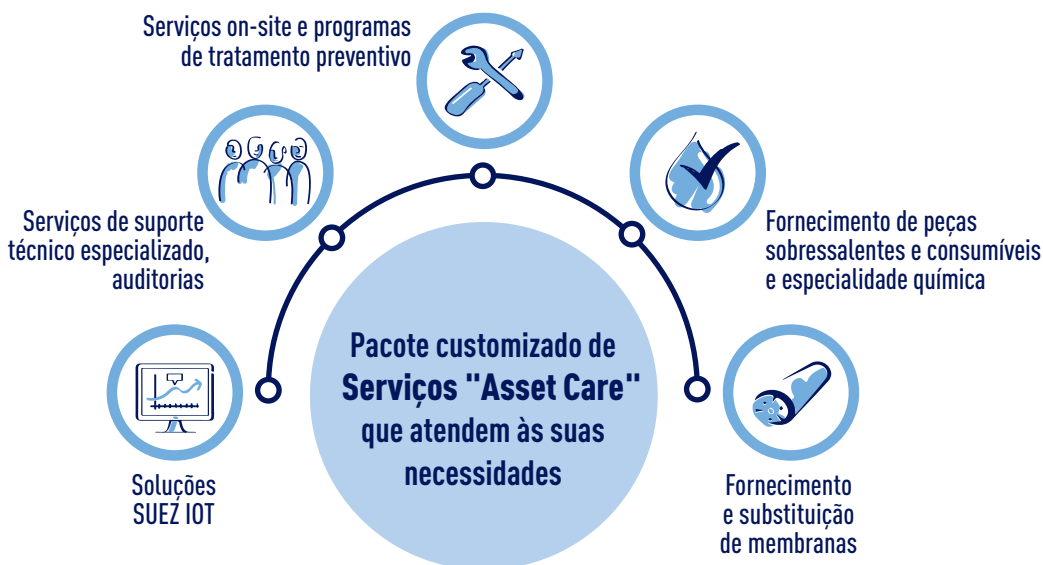 Serviços on-site e programas
de tratamento preventivo
Serviços de suporte
técnico especializado,
auditorias
Fornecimento de peças
sobressalentes e consumíveis
e especialidade química
Pacote customizado de
Serviços "Asset Care"
que atendem às suas
necessidades
Soluções
SUEZ IOT
Fornecimento
e substituição
de membranas